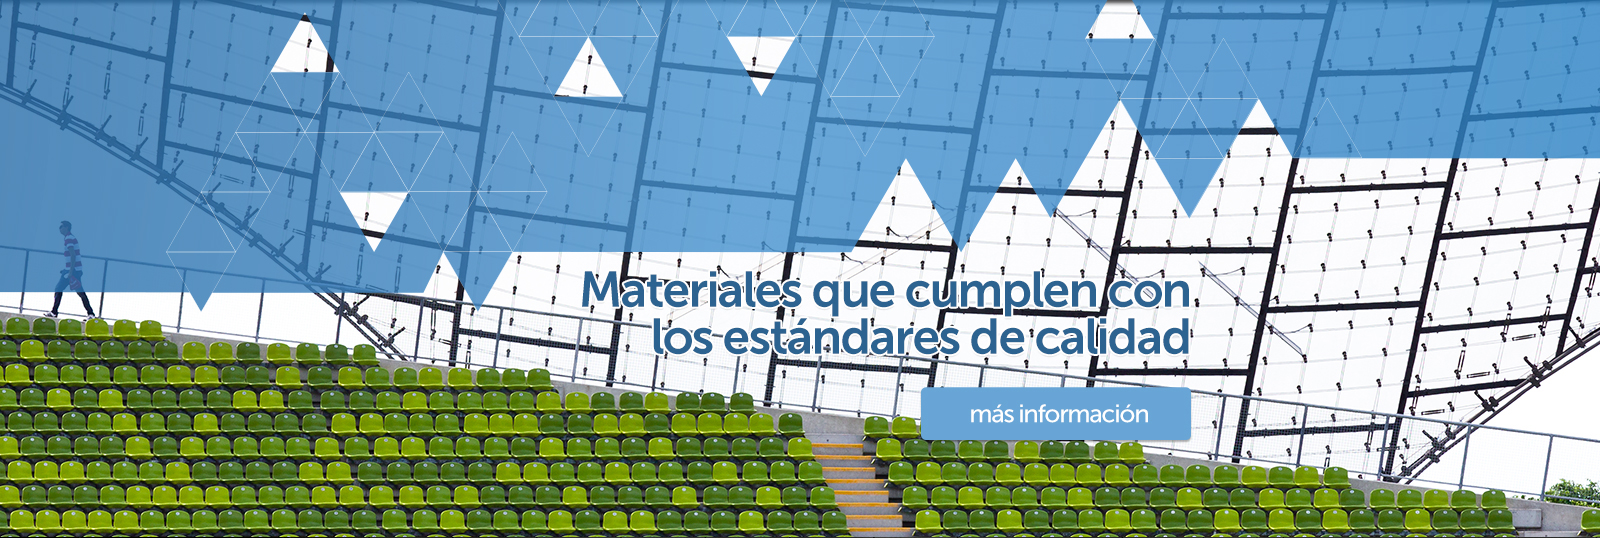 Materiales que cumplen con
los estándares de calidad
más información